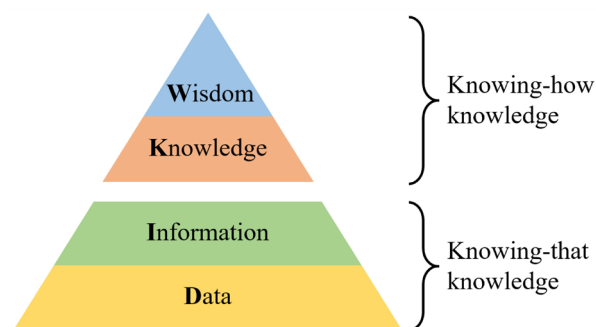 Wisdom
Knowledge
Information
Data
Knowing-how
knowledge
Knowing-that
knowledge